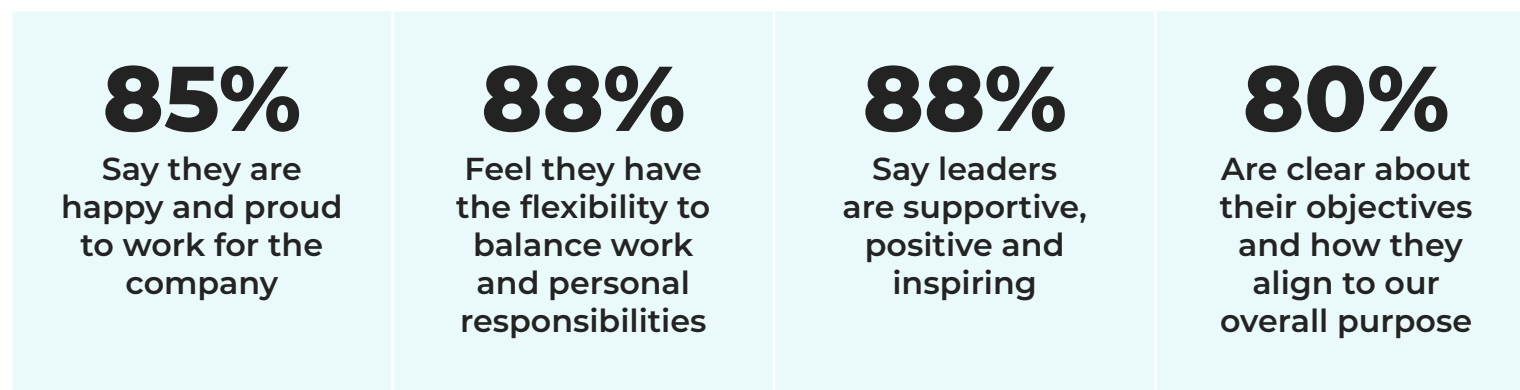 85%
Say they are
happy and proud
to work for the
company
88%
Feel they have
the flexibility to
balance work
and personal
responsibilities
88%
Say leaders
are supportive,
positive and
inspiring
80%
Are clear about
their objectives
and how they
align to our
overall purpose